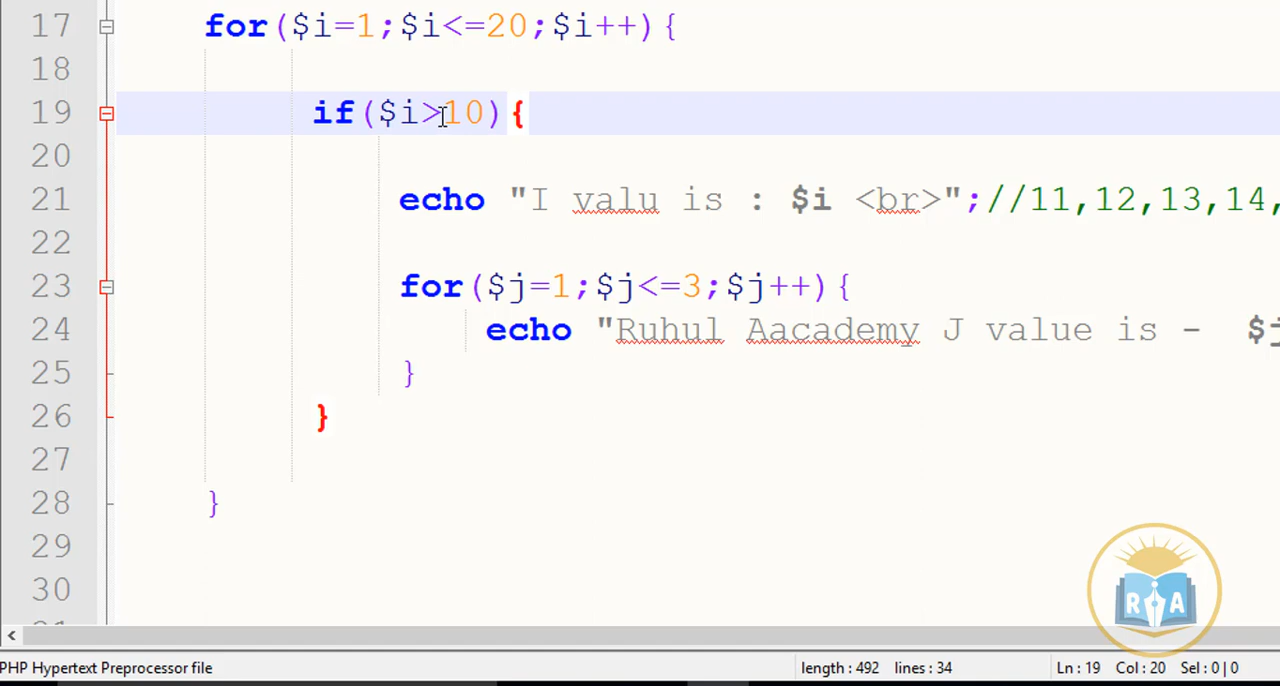 17 for($i=1;$i<=20;$i++){
18
19 if($i>10){
20
21 echo "I valu is : $i <br>";//11,12,13,14,
22
23 for($j=1;$j<=3;$j++){
24 echo "Ruhul Aacademy J value is - $j
25 }
26 }
27
28 }
29
30
R A
PHP Hypertext Preprocessor file length : 492 lines : 34 Ln : 19 Col : 20 Sel : 0 | 0